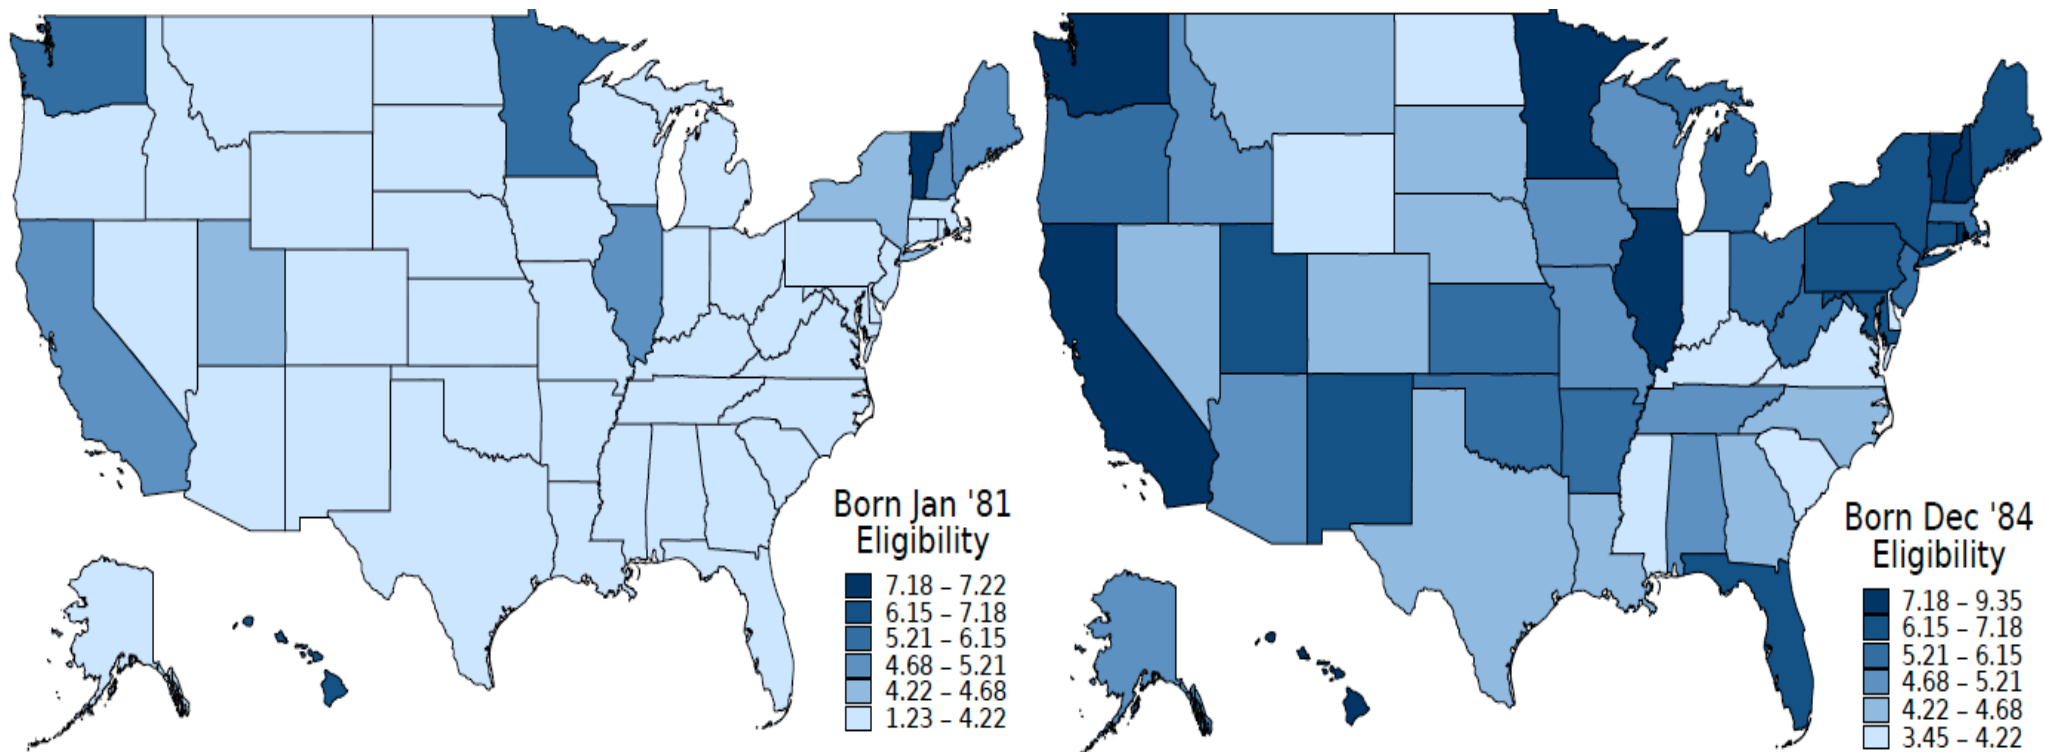 Born Jan '81
Eligibility
7.18 – 7.22
6.15 – 7.18
5.21 – 6.15
4.68 – 5.21
4.22 – 4.68
1.23 – 4.22
Born Dec '84
Eligibility
7.18 – 9.35
6.15 – 7.18
5.21 – 6.15
4.68 – 5.21
4.22 – 4.68
3.45 – 4.22